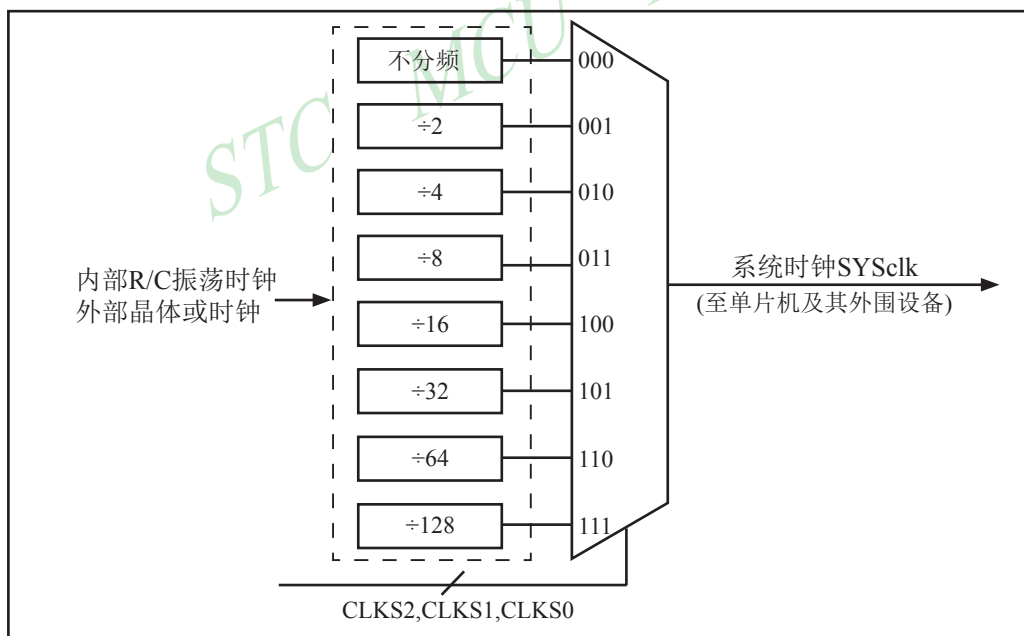 STC MCU
不分频
000
÷2
001
÷4
010
÷8
011
÷16
100
÷32
101
÷64
110
÷128
111
内部R/C振荡时钟
外部晶体或时钟
系统时钟SYSclk
(至单片机及其外围设备)
CLKS2,CLKS1,CLKS0